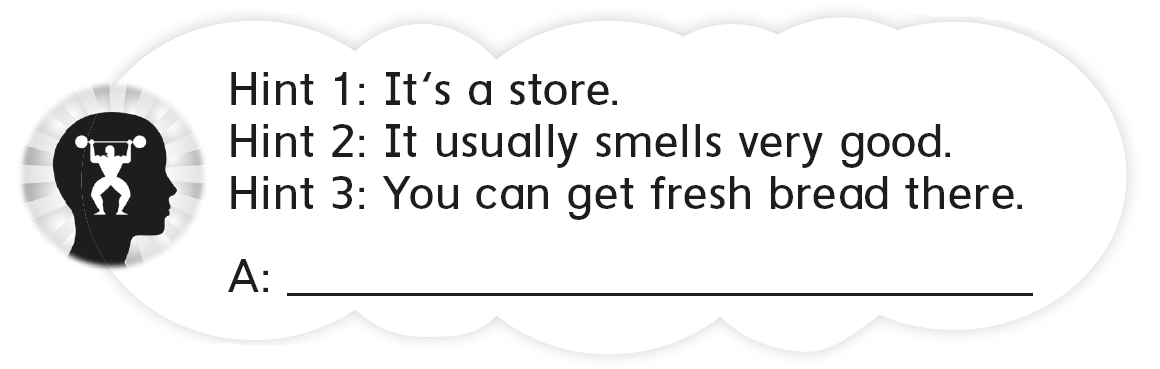 Hint 1: It's a store.
Hint 2: It usually smells very good.
Hint 3: You can get fresh bread there.
A: